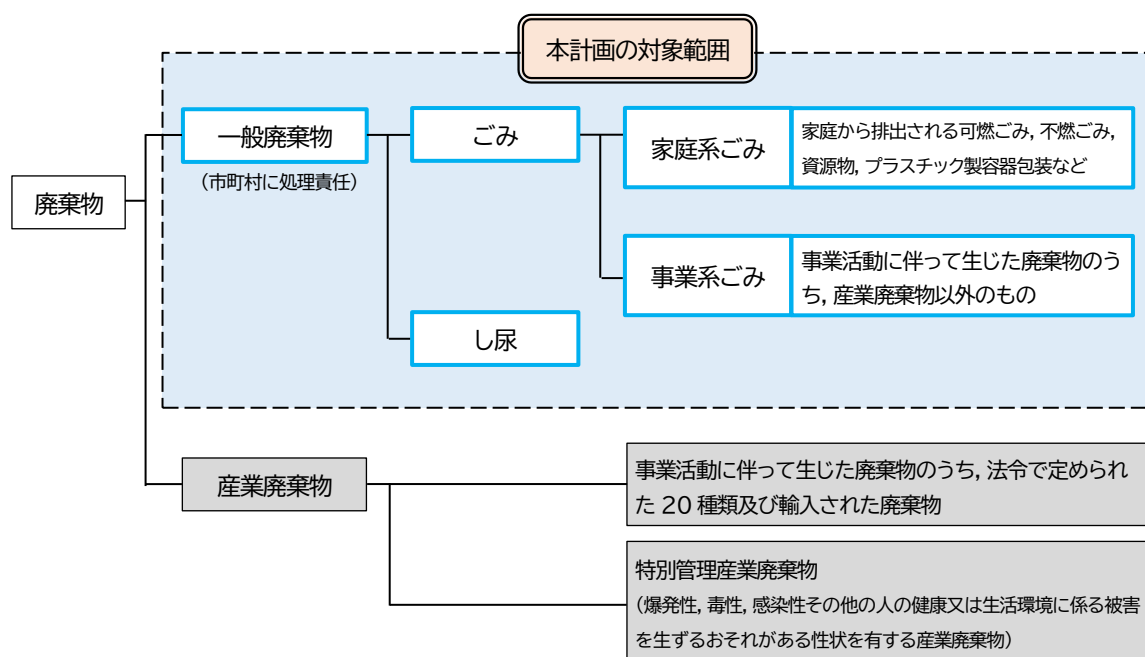 本計画の対象範囲
廃棄物
一般廃棄物
（市町村に処理責任）
ごみ
家庭系ごみ
家庭から排出される可燃ごみ，不燃ごみ，
資源物，プラスチック製容器包装など
事業系ごみ
事業活動に伴って生じた廃棄物のう
ち，産業廃棄物以外のもの
し尿
産業廃棄物
事業活動に伴って生じた廃棄物のうち，法令で定められ
た 20 種類及び輸入された廃棄物
特別管理産業廃棄物
（爆発性，毒性，感染性その他の人の健康又は生活環境に係る被害
を生ずるおそれがある性状を有する産業廃棄物）